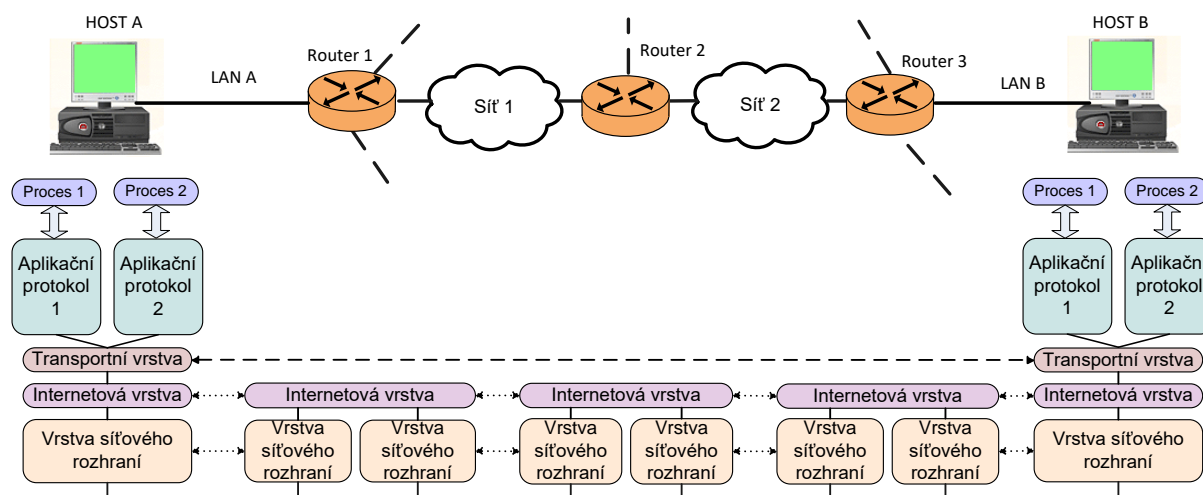 HOST A
HOST B
Router 1
Router 2
Router 3
LAN A
Síť 1
Síť 2
LAN B
Proces 1
Proces 2
Proces 1
Proces 2
Aplikační
protokol
1
Aplikační
protokol
2
Aplikační
protokol
1
Aplikačn
protokol
2
Transportní vrstva
Transportní vrstva
Internetová vrstva
Internetová vrstva
Internetová vrstva
Internetová vrstva
Internetová vrstva
Vrstva síťového
rozhraní
Vrstva
síťového
rozhraní
Vrstva
síťového
rozhraní
Vrstva
síťového
rozhraní
Vrstva
síťového
rozhraní
Vrstva
síťového
rozhraní
Vrstva
síťového
rozhraní
Vrstva síťového
rozhraní